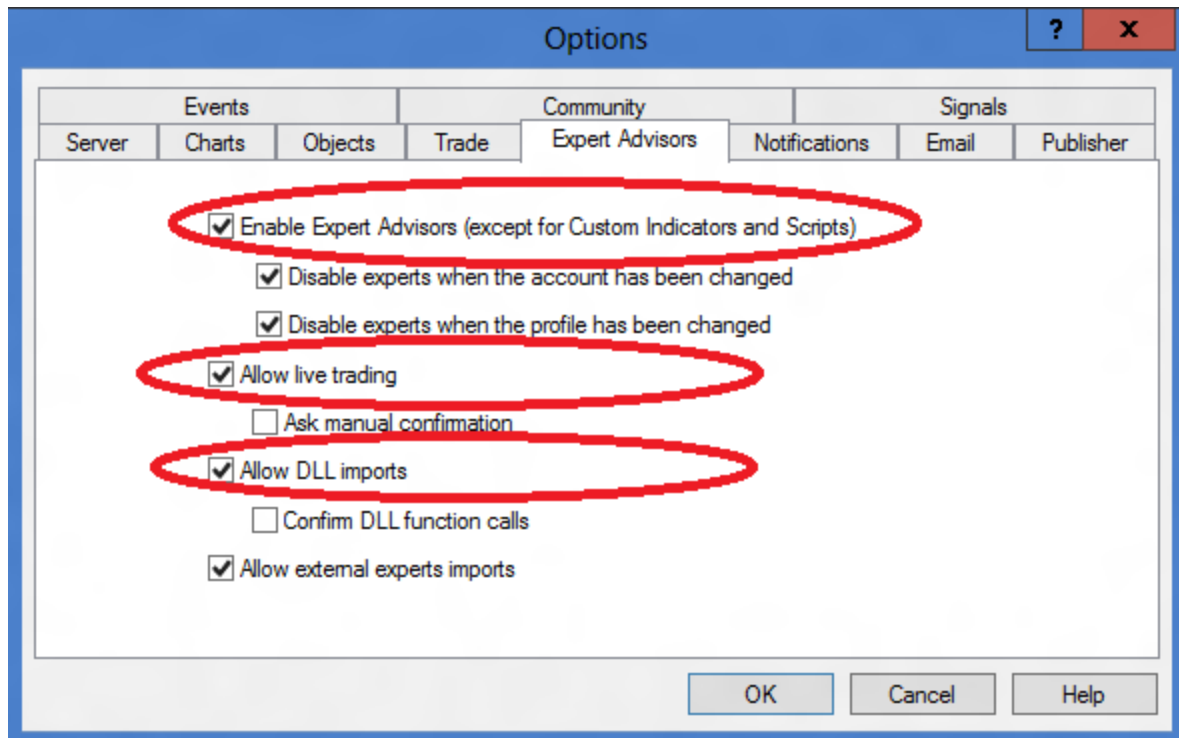 Options
? x
Events Community Signals
Server Charts Objects Trade Expert Advisors Notifications Email Publisher
Enable Expert Advisors (except for Custom Indicators and Scripts)
Disable experts when the account has been changed
Disable experts when the profile has been changed
Allow live trading
Ask manual confirmation
Allow DLL imports
Confirm DLL function calls
Allow external experts imports
OK Cancel Help